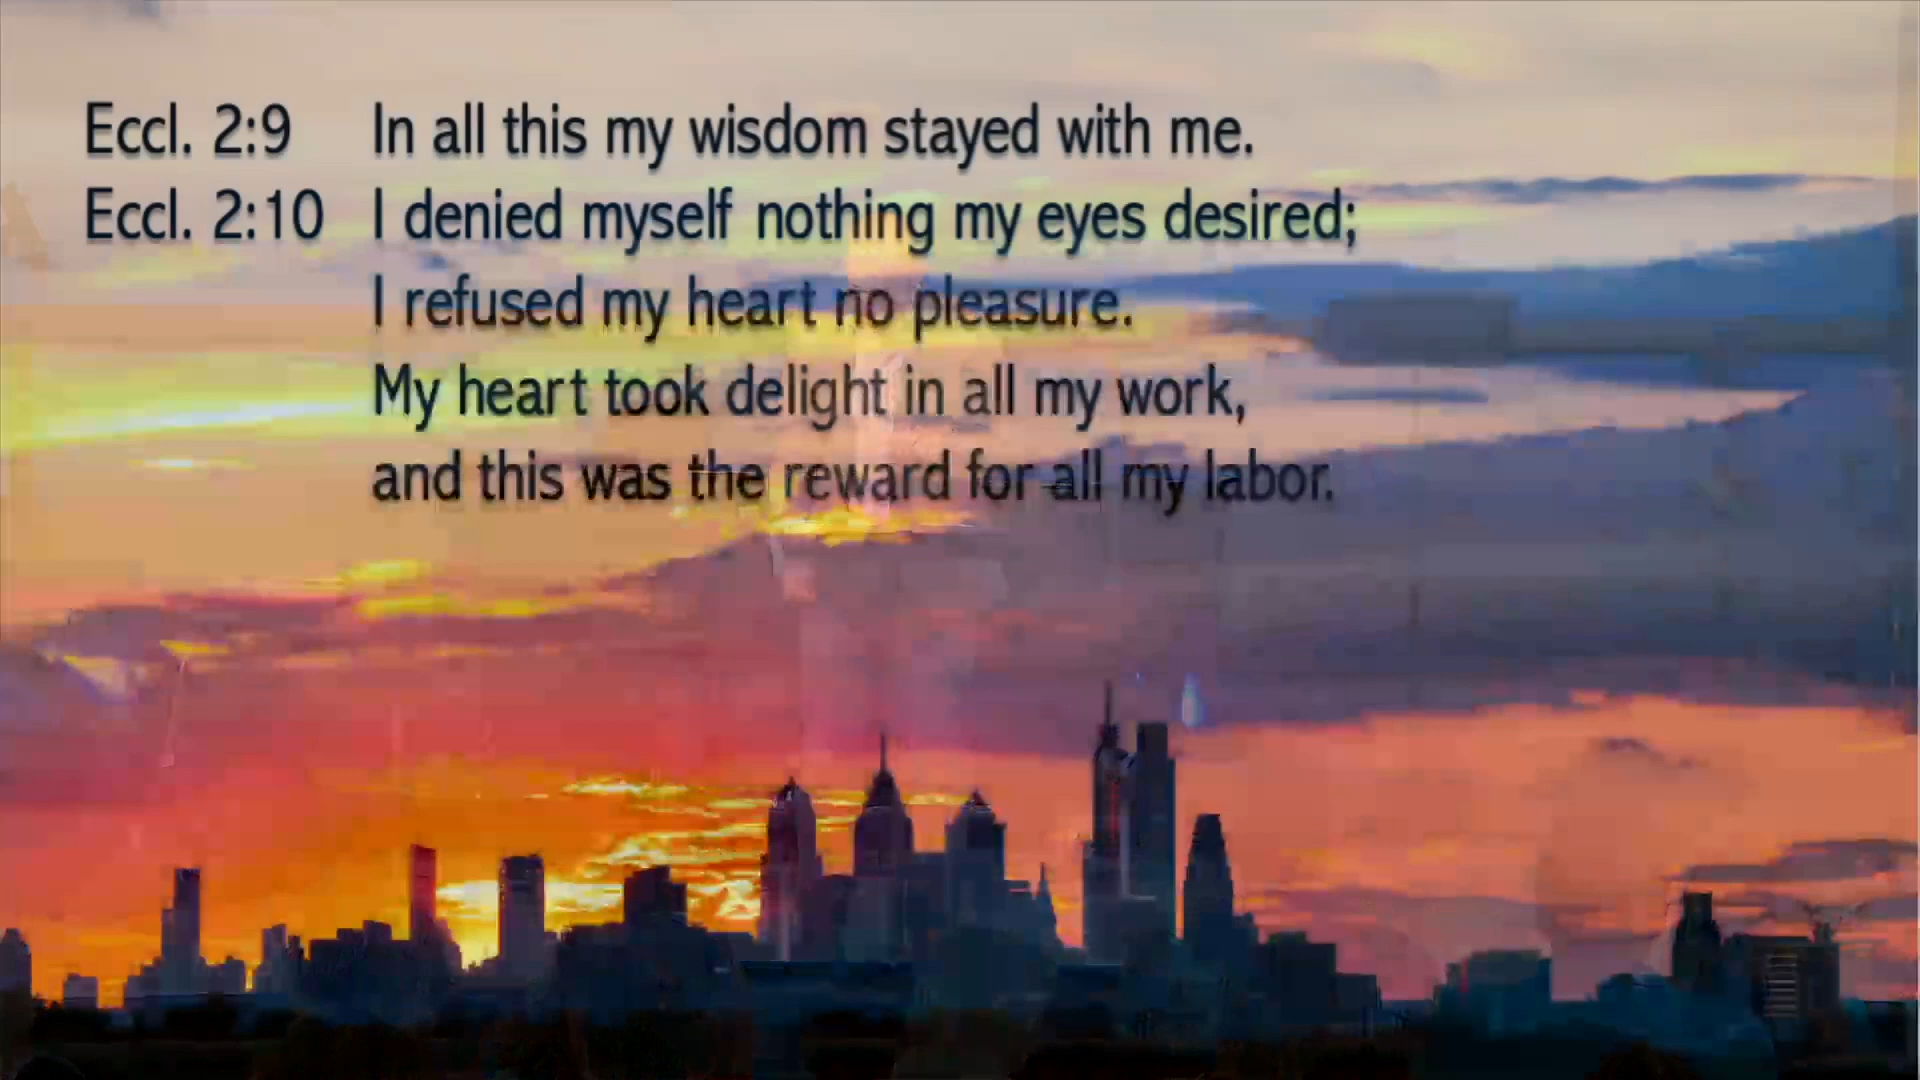 Eccl. 2:9 In all this my wisdom stayed with me.
Eccl. 2:10 I denied myself nothing my eyes desired;
I refused my heart no pleasure.
My heart took delight in all my work,
and this was the reward for all my labor.